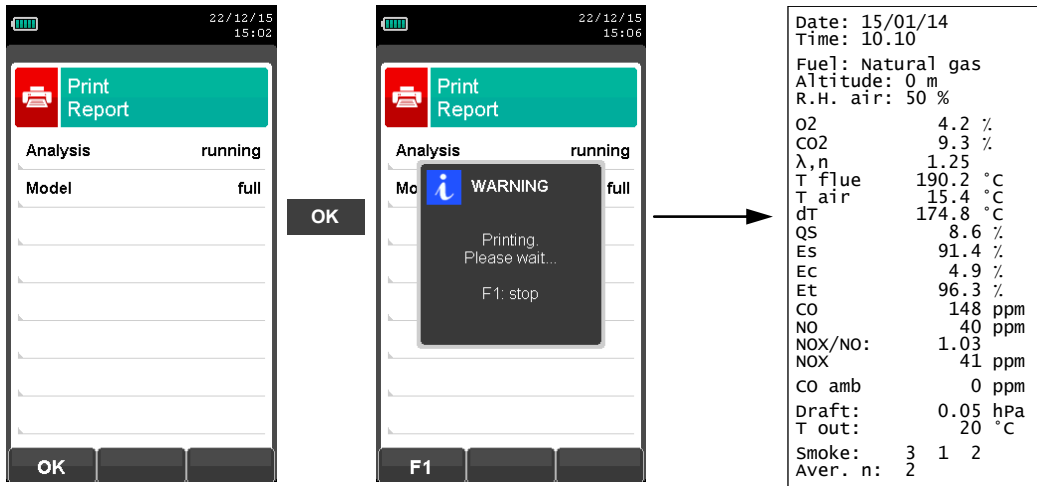 22/12/15
15:02
Print
Report
Analysis running
Model full
OK
OK
22/12/15
15:06
Print
Report
Analysis running
Mo full
i WARNING
Printing.
Please wait...
F1: stop
F1
Date: 15/01/14
Time: 10.10
Fuel: Natural gas
Altitude: 0 m
R.H. air: 50 %
O2 4.2 %
CO2 9.3 %
λ,n 1.25
T flue 190.2 °C
T air 15.4 °C
dT 174.8 °C
QS 8.6 %
Es 91.4 %
Ec 4.9 %
Et 96.3 %
CO 148 ppm
NO 40 ppm
NOX/NO: 1.03
NOX 41 ppm
CO amb 0 ppm
Draft: 0.05 hPa
T out: 20 °C
Smoke: 3 1 2
Aver. n: 2